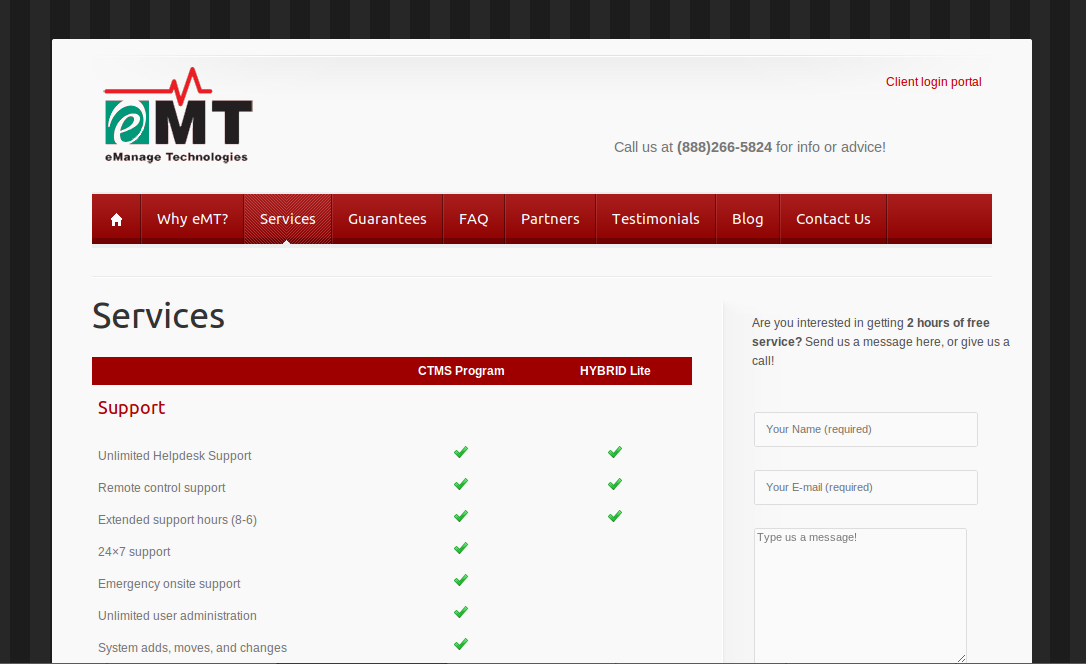 Client login portal
eMT
eManage Technologies
Call us at (888)266-5824 for info or advice!
Why eMT? Services Guarantees FAQ Partners Testimonials Blog Contact Us
Services
CTMS Program HYBRID Lite
Support
Unlimited Helpdesk Support
Remote control support
Extended support hours (8-6)
24×7 support
Emergency onsite support
Unlimited user administration
System adds, moves, and changes
Are you interested in getting 2 hours of free
service? Send us a message here, or give us a
call!
Your Name (required)
Your E-mail (required)
Type us a message!